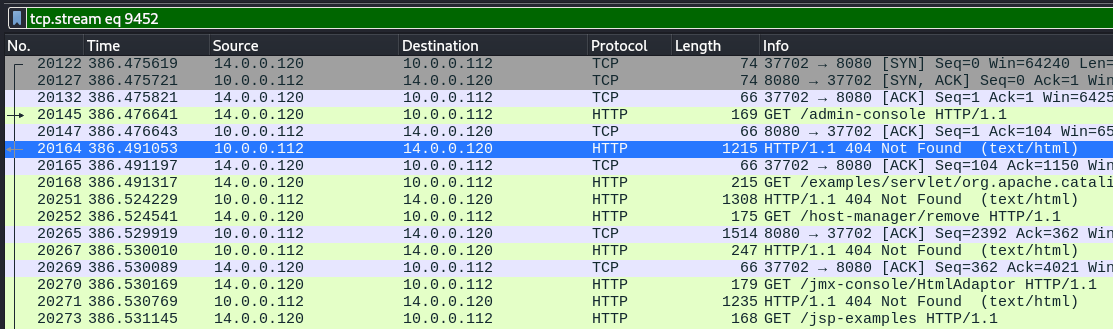 tcp.stream eq 9452
No. Time Source Destination Protocol Length Info
20122 386.475619 14.0.0.120 10.0.0.112 TCP 74 37702 → 8080 [SYN] Seq=0 Win=64240 Len=
20127 386.475721 10.0.0.112 14.0.0.120 TCP 74 8080 → 37702 [SYN, ACK] Seq=0 Ack=1 Win
20132 386.475821 14.0.0.120 10.0.0.112 TCP 66 37702 → 8080 [ACK] Seq=1 Ack=1 Win=6425
20145 386.476641 14.0.0.120 10.0.0.112 HTTP 169 GET /admin-console HTTP/1.1
20147 386.476643 10.0.0.112 14.0.0.120 TCP 66 8080 → 37702 [ACK] Seq=1 Ack=104 Win=65
20164 386.491053 10.0.0.112 14.0.0.120 HTTP 1215 HTTP/1.1 404 Not Found (text/html)
20165 386.491197 14.0.0.120 10.0.0.112 TCP 66 37702 → 8080 [ACK] Seq=104 Ack=1150 Win
20168 386.491317 14.0.0.120 10.0.0.112 HTTP 215 GET /examples/servlet/org.apache.catali
20251 386.524229 10.0.0.112 14.0.0.120 HTTP 1308 HTTP/1.1 404 Not Found (text/html)
20252 386.524541 14.0.0.120 10.0.0.112 HTTP 175 GET /host-manager/remove HTTP/1.1
20265 386.529919 10.0.0.112 14.0.0.120 TCP 1514 8080 → 37702 [ACK] Seq=2392 Ack=362 Win
20267 386.530010 10.0.0.112 14.0.0.120 HTTP 247 HTTP/1.1 404 Not Found (text/html)
20269 386.530089 14.0.0.120 10.0.0.112 TCP 66 37702 → 8080 [ACK] Seq=362 Ack=4021 Win
20270 386.530169 14.0.0.120 10.0.0.112 HTTP 179 GET /jmx-console/HtmlAdaptor HTTP/1.1
20271 386.530769 10.0.0.112 14.0.0.120 HTTP 1235 HTTP/1.1 404 Not Found (text/html)
20273 386.531145 14.0.0.120 10.0.0.112 HTTP 168 GET /jsp-examples HTTP/1.1